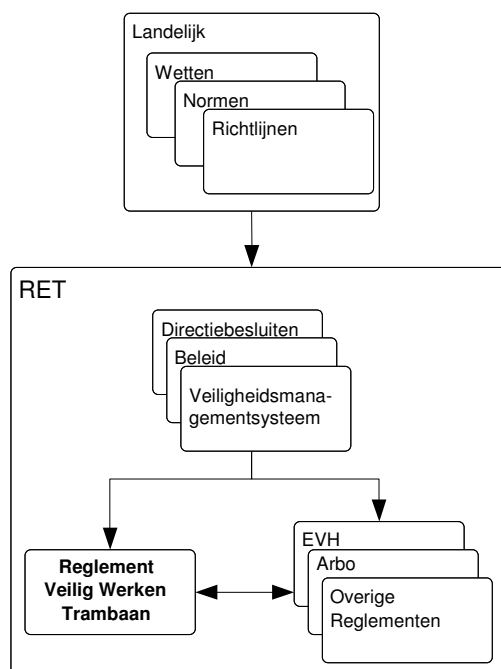 Landelijk
Wetten
Normen
Richtlijnen
RET
Directiebesluiten
Beleid
Veiligheidsmana-
gementsysteem
Reglement
Veilig Werken
Trambaan
EVH
Arbo
Overige
Reglementen